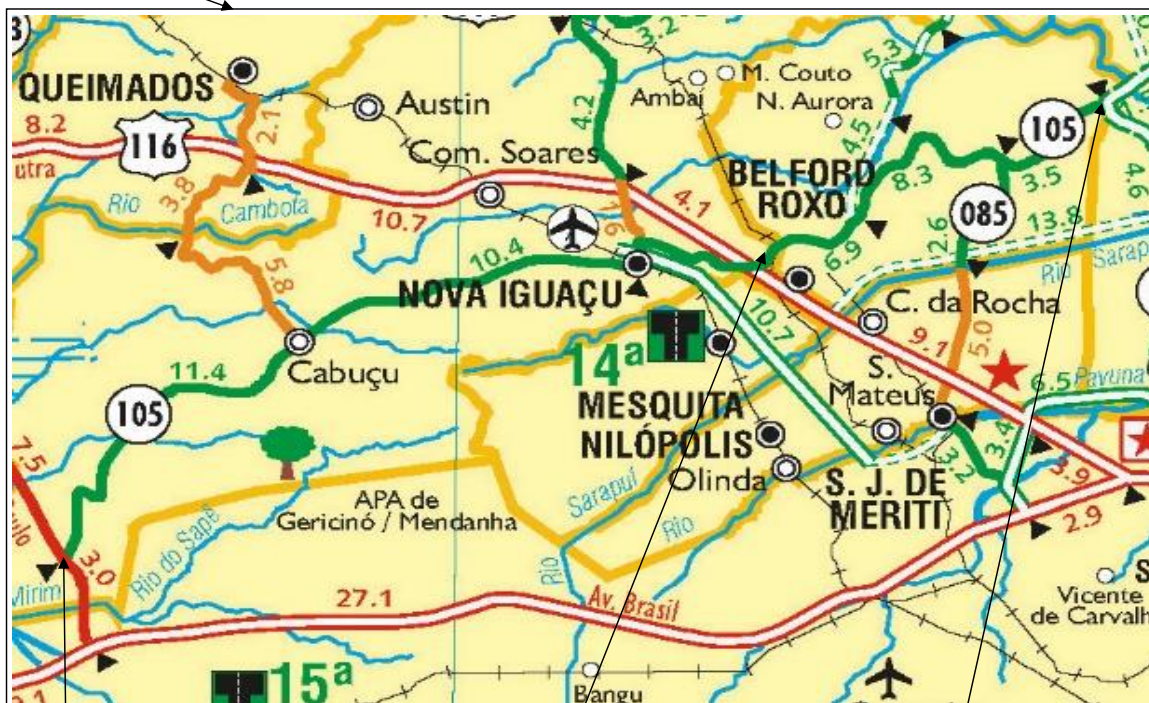 3.2
5.3
QUEIMADOS
Austin
4.2
Ambaí
M. Couto
N. Aurora
8.2
116
2.1
4.5
105
utra
Com. Soares
BELFORD
ROXO
8.3
3.5
4.6
3.8
Rio
Cambota
10.7
4.1
085
13.8
10.4
6.9
2.6
Rio
Sarapu
5.8
NOVA IGUAÇU
C. da Rocha
10.7
9.1
5.0
14ª
11.4
Cabuçu
S.
Mateus
6.5
Pavuna
105
MESQUITA
NILÓPOLIS
Olinda
3.4
3.2
3.9
7.5
APA de
Gericinó / Mendanha
Sarapuí
S. J. DE
MERITI
ulo
Rio do Sapê
Rio
2.9
3.0
Mirim
Rio
27.1
Av. Brasil
S
Vicente
de Carvalh
15ª
Bangu